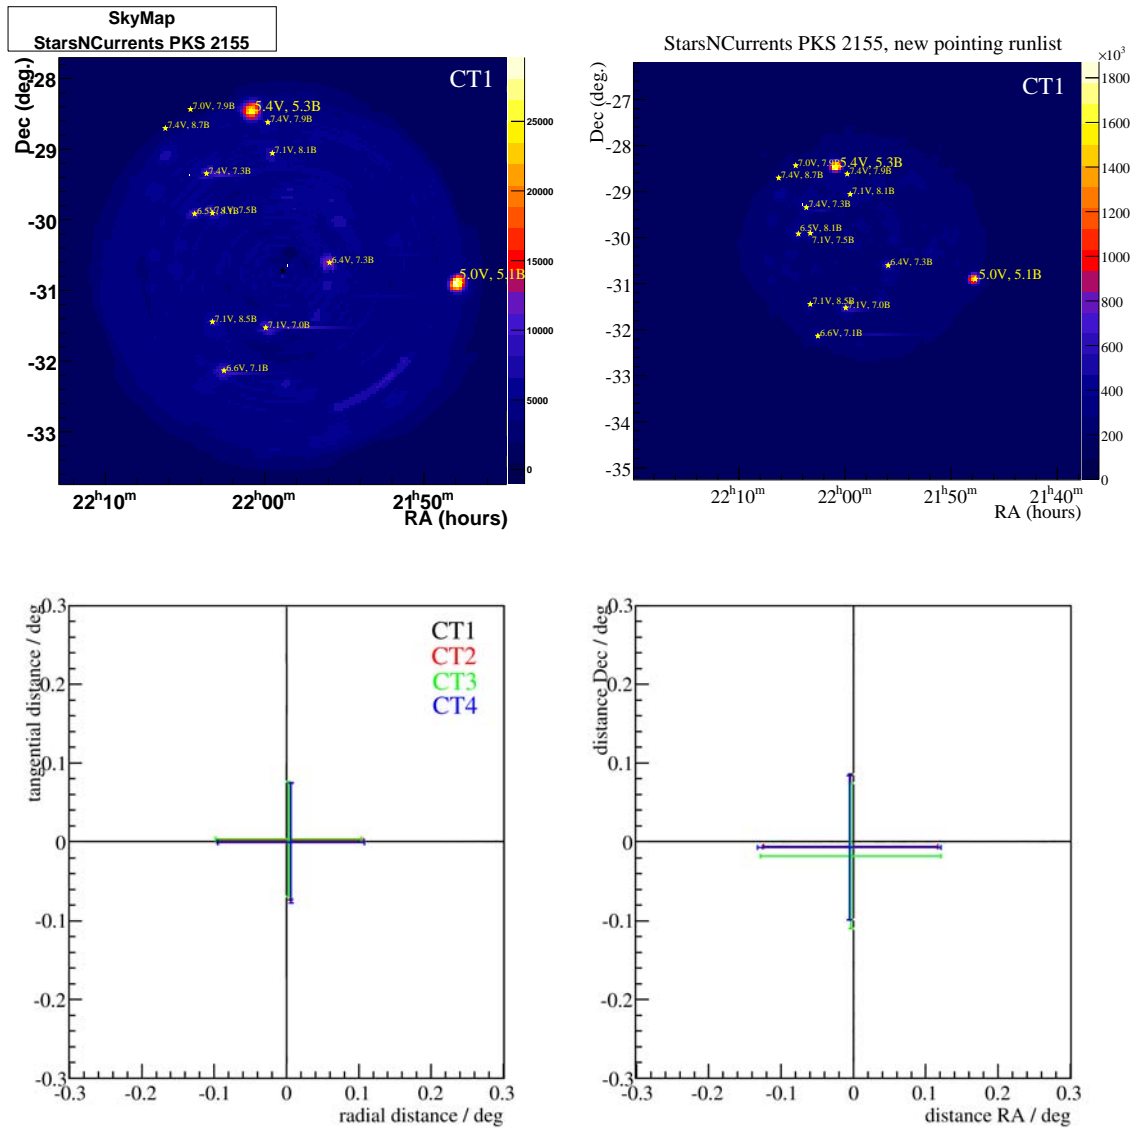 SkyMap
StarsNCurrents PKS 2155
CT1
Dec (deg.)
-28
-29
-30
-31
-32
-33
7.0V, 7.9B
5.4V, 5.3B
7.4V, 8.7B
7.4V, 7.9B
7.1V, 8.1B
7.4V, 7.3B
7.1V, 7.5B
6.4V, 7.3B
5.0V, 5.1B
7.1V, 8.5B
7.1V, 7.0B
6.6V, 7.1B
25000
20000
15000
10000
5000
0
22h10m
22h00m
21h50m
RA (hours)
StarsNCurrents PKS 2155, new pointing runlist
×10³
CT1
Dec (deg.)
-27
-28
-29
-30
-31
-32
-33
-34
-35
7.0V, 7.9B
5.4V, 5.3B
7.4V, 8.7B
7.4V, 7.9B
7.1V, 8.1B
7.4V, 7.3B
6.5V, 8.1B
7.1V, 7.5B
6.4V, 7.3B
5.0V, 5.1B
7.1V, 8.5B
7.1V, 7.0B
6.6V, 7.1B
1800
1600
1400
1200
1000
800
600
400
200
0
22h10m
22h00m
21h50m
21h40m
RA (hours)
tangential distance / deg
0.3
0.2
0.1
0
-0.1
-0.2
-0.3
CT1
CT2
CT3
CT4
-0.3
-0.2
-0.1
0
0.1
0.2
0.3
radial distance / deg
distance Dec / deg
0.3
0.2
0.1
0
-0.1
-0.2
-0.3
-0.3
-0.2
-0.1
0
0.1
0.2
0.3
distance RA / deg